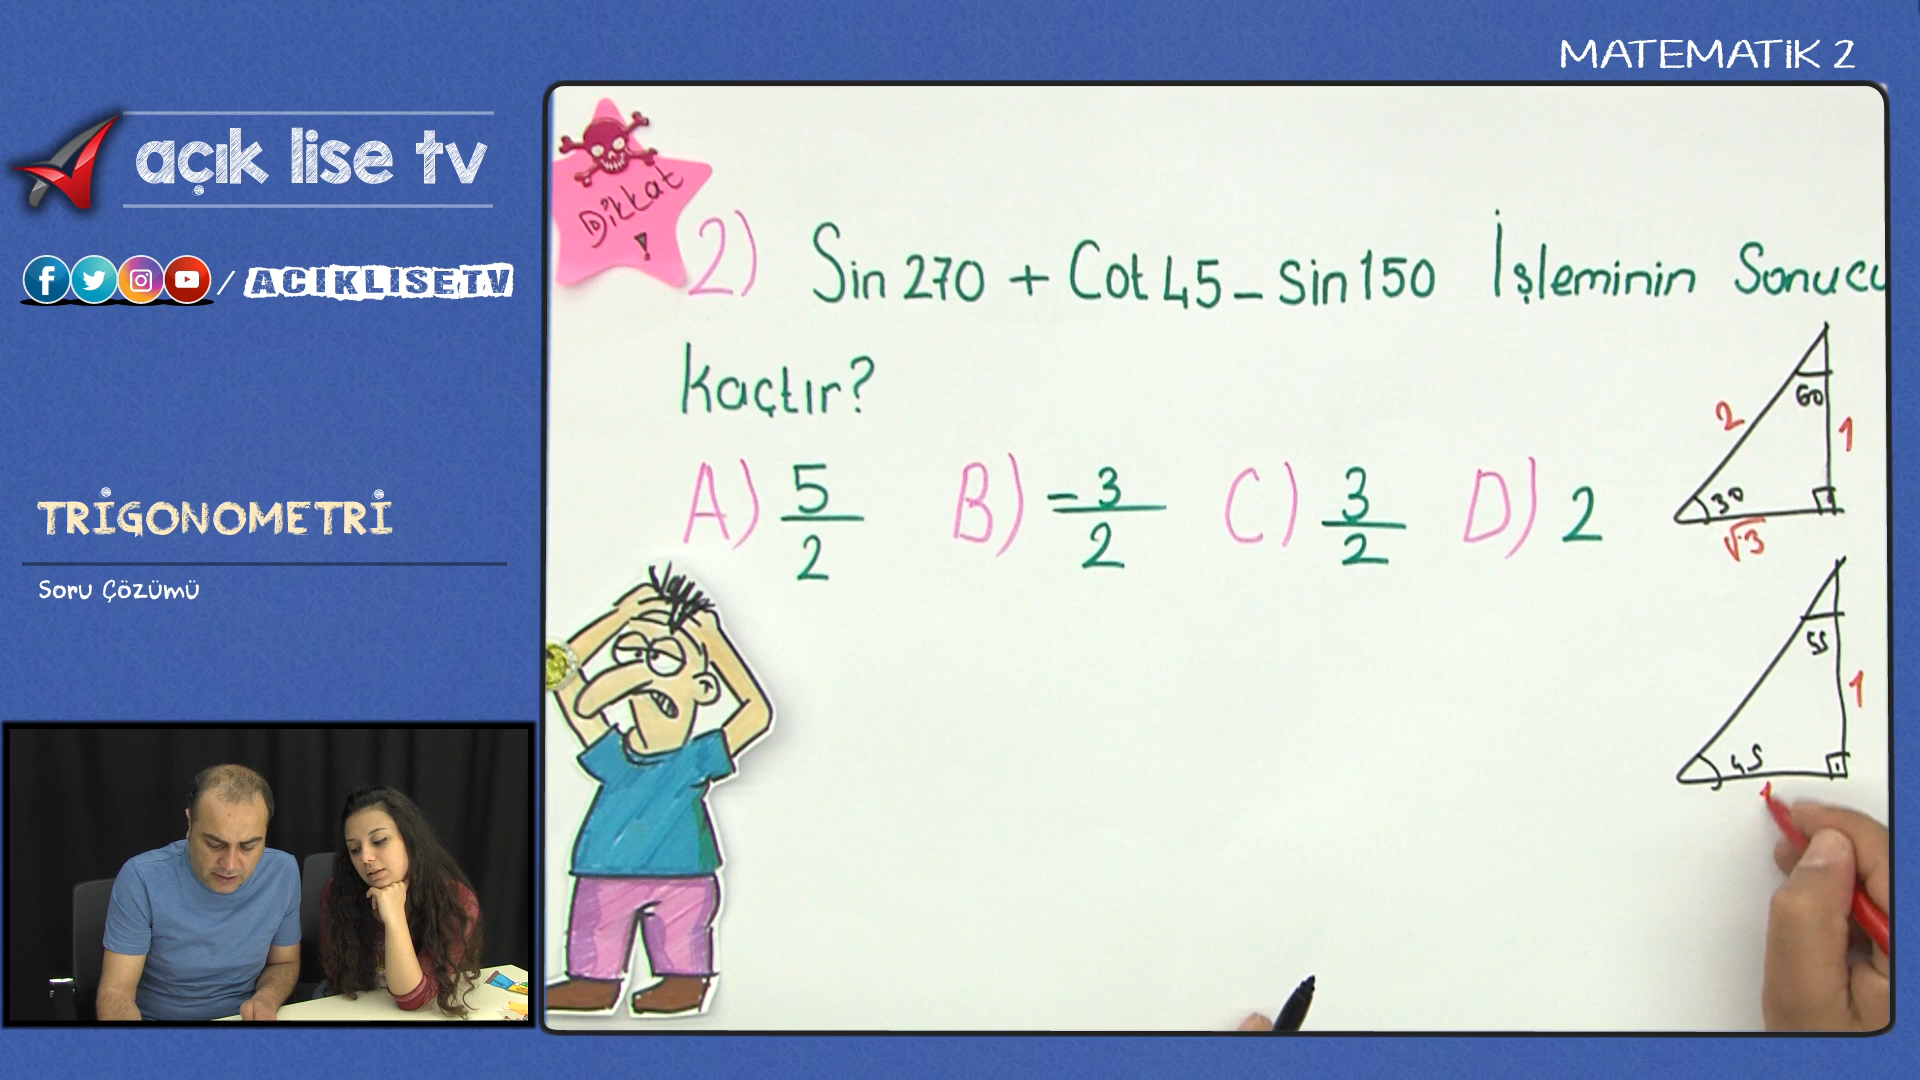 MATEMATİK 2
açık lise tv
/ ACIKLISETV
TRİGONOMETRİ
Soru Çözümü
Dikkat !
2) Sin 270 + Cot 45 - Sin 150 İşleminin Sonucu
kaçtır?
A) 5/2 B) -3/2 C) 3/2 D) 2
60
2
1
30
√3
55
1
45
1